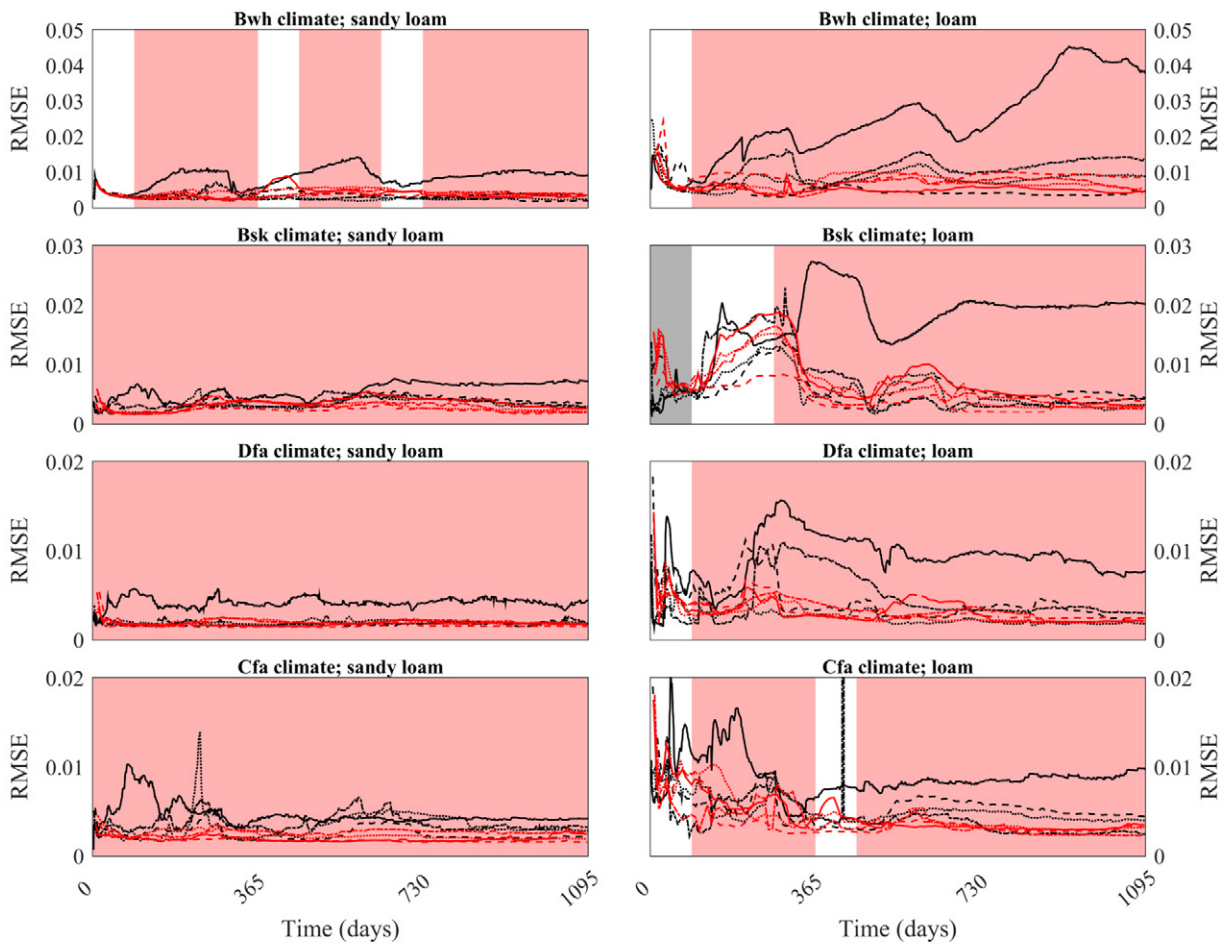 Bwh climate; sandy loam
0.05
0.04
0.03
0.02
0.01
0
RMSE
Bwh climate; loam
0.05
0.04
0.03
0.02
0.01
0
RMSE
Bsk climate; sandy loam
0.03
0.02
0.01
0
RMSE
Bsk climate; loam
0.03
0.02
0.01
0
RMSE
Dfa climate; sandy loam
0.02
0.01
0
RMSE
Dfa climate; loam
0.02
0.01
0
RMSE
Cfa climate; sandy loam
0.02
0.01
0
RMSE
0
365
730
1095
Time (days)
Cfa climate; loam
0.02
0.01
0
RMSE
0
365
730
1095
Time (days)